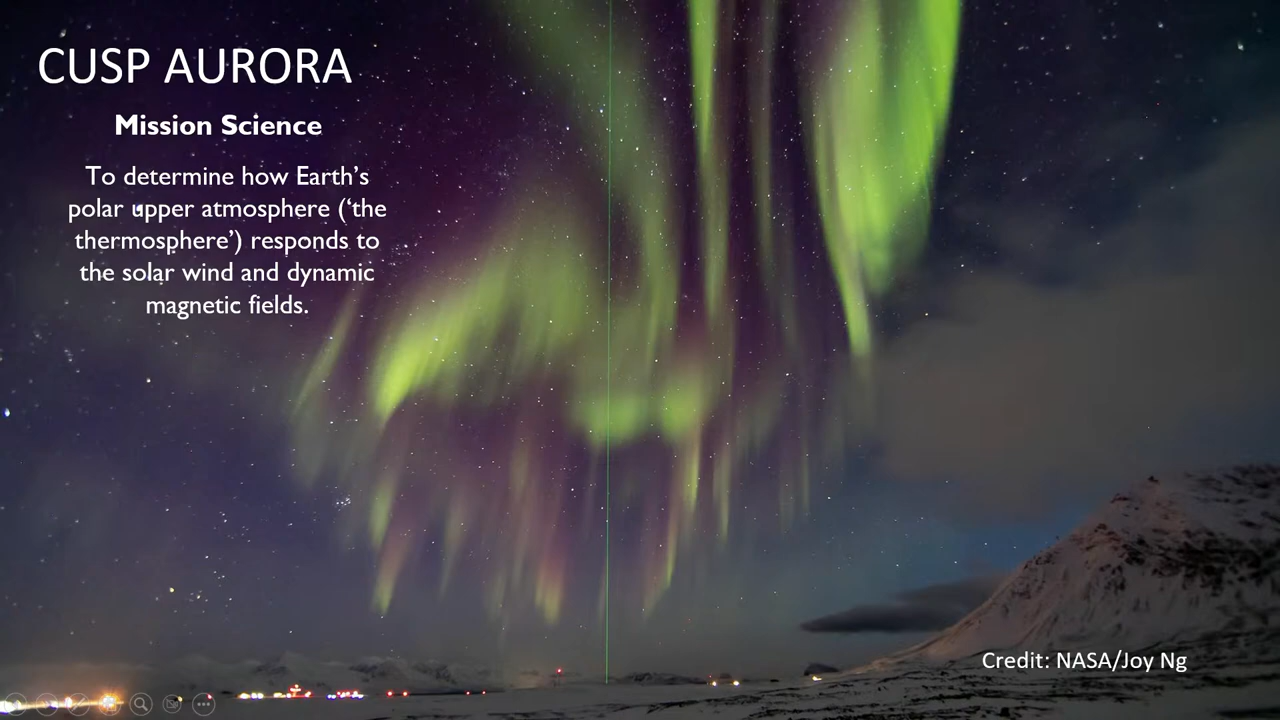 CUSP AURORA
Mission Science
To determine how Earth’s
polar upper atmosphere (‘the
thermosphere’) responds to
the solar wind and dynamic
magnetic fields.
Credit: NASA/Joy Ng